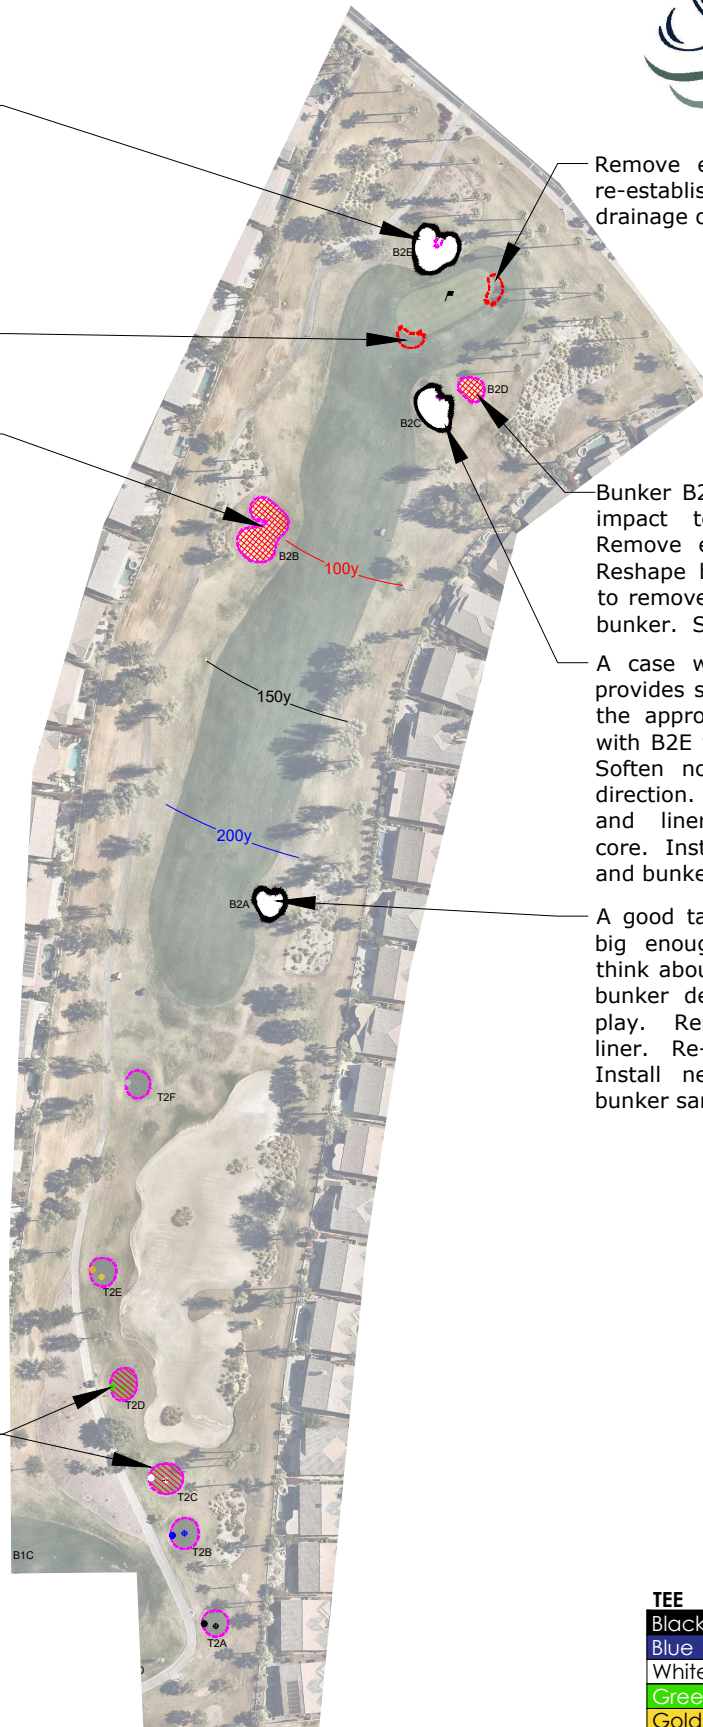 Remove e
re-establis
drainage o
B2E
B2D
B2C
Bunker B2
impact to
Remove e
Reshape b
to remove
bunker. S
B2B
100y
A case w
provides s
the appro
with B2E
Soften no
direction.
and liner
core. Inst
and bunke
150y
200y
B2A
A good ta
big enoug
think abou
bunker de
play. Re
liner. Re-
Install ne
bunker sar
T2F
T2E
T2D
T2C
T2B
B1C
T2A
TEE
Black
Blue
White
Gree
Gold